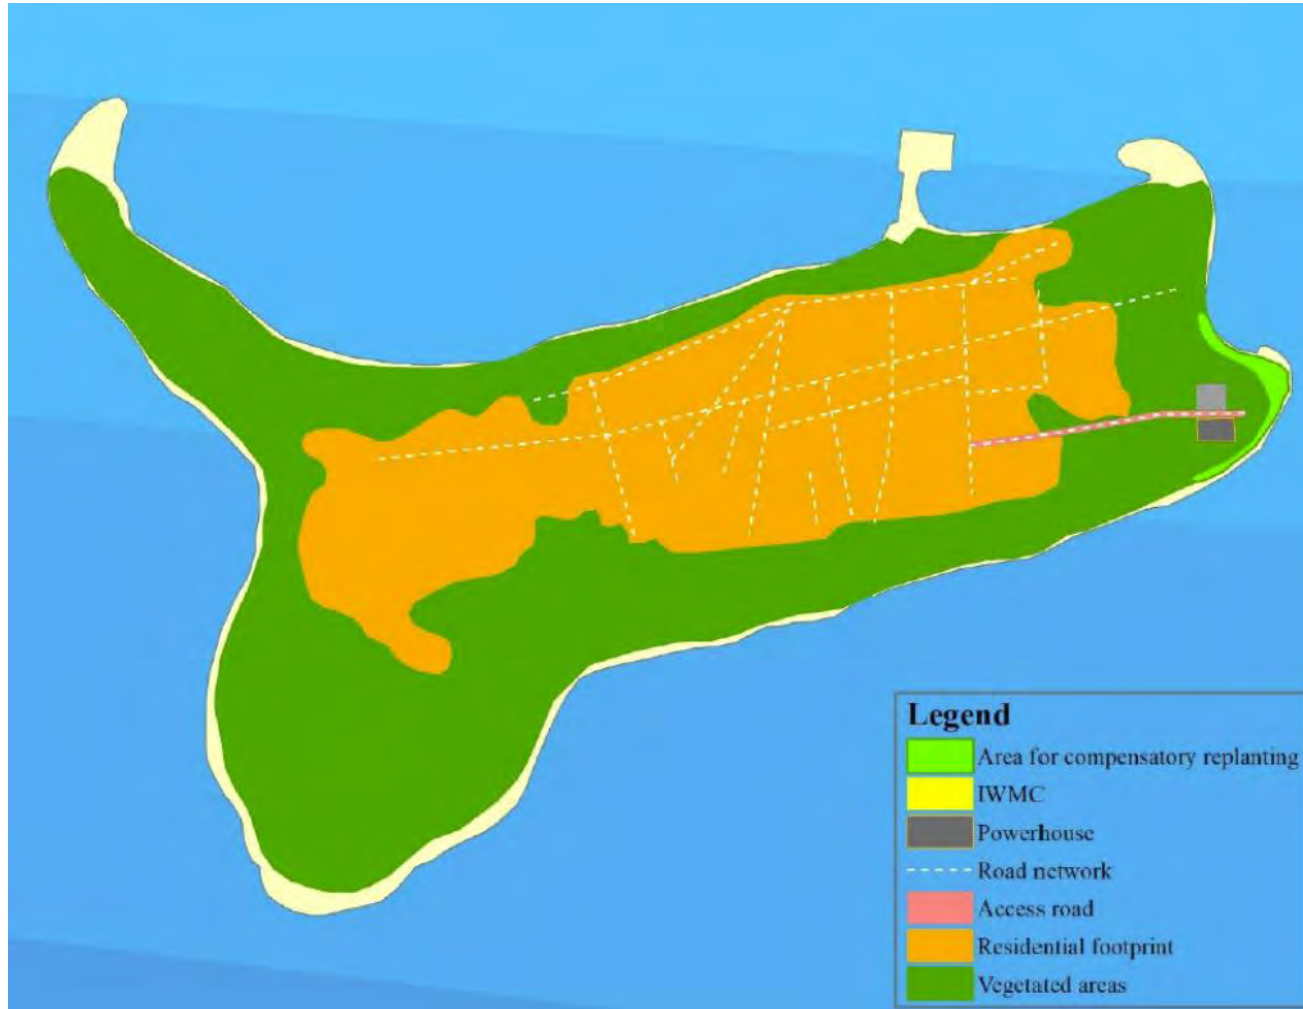 Legend
Area for compensatory replanting
IWMC
Powerhouse
Road network
Access road
Residential footprint
Vegetated areas